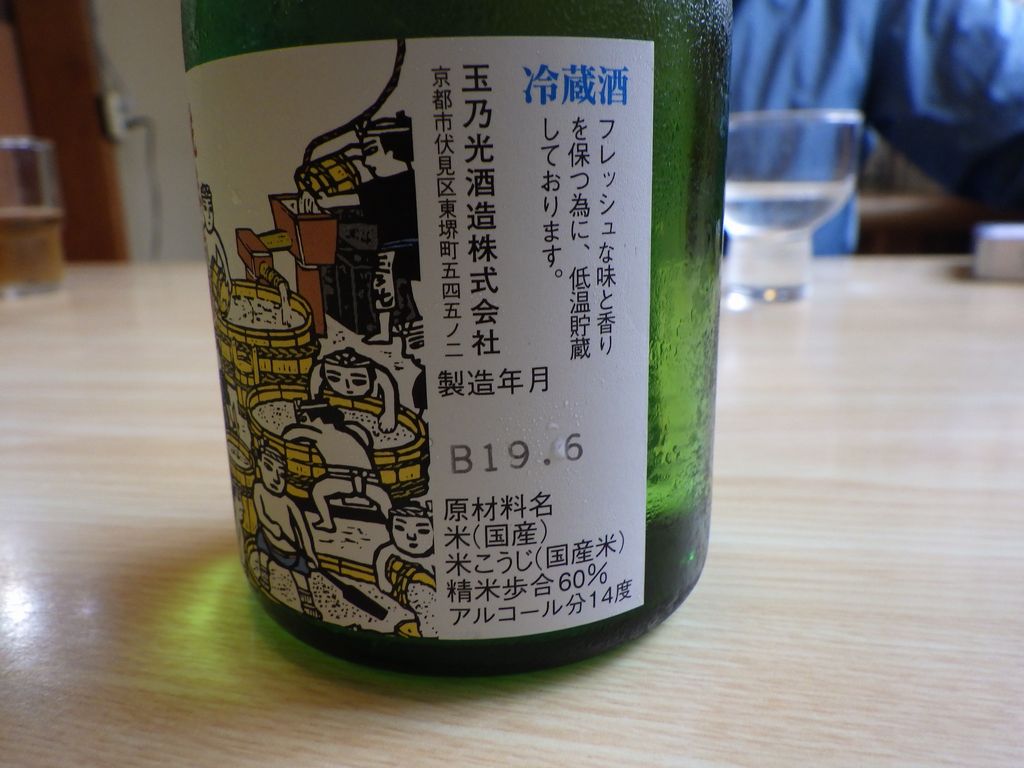 冷蔵酒
フレッシュな味と香り
を保つ為に、低温貯蔵
しております。
玉乃光酒造株式会社
京都市伏見区東堺町五四五ノ二
製造年月
B19.6
原材料名
米(国産)
米こうじ(国産米)
精米歩合60%
アルコール分14度